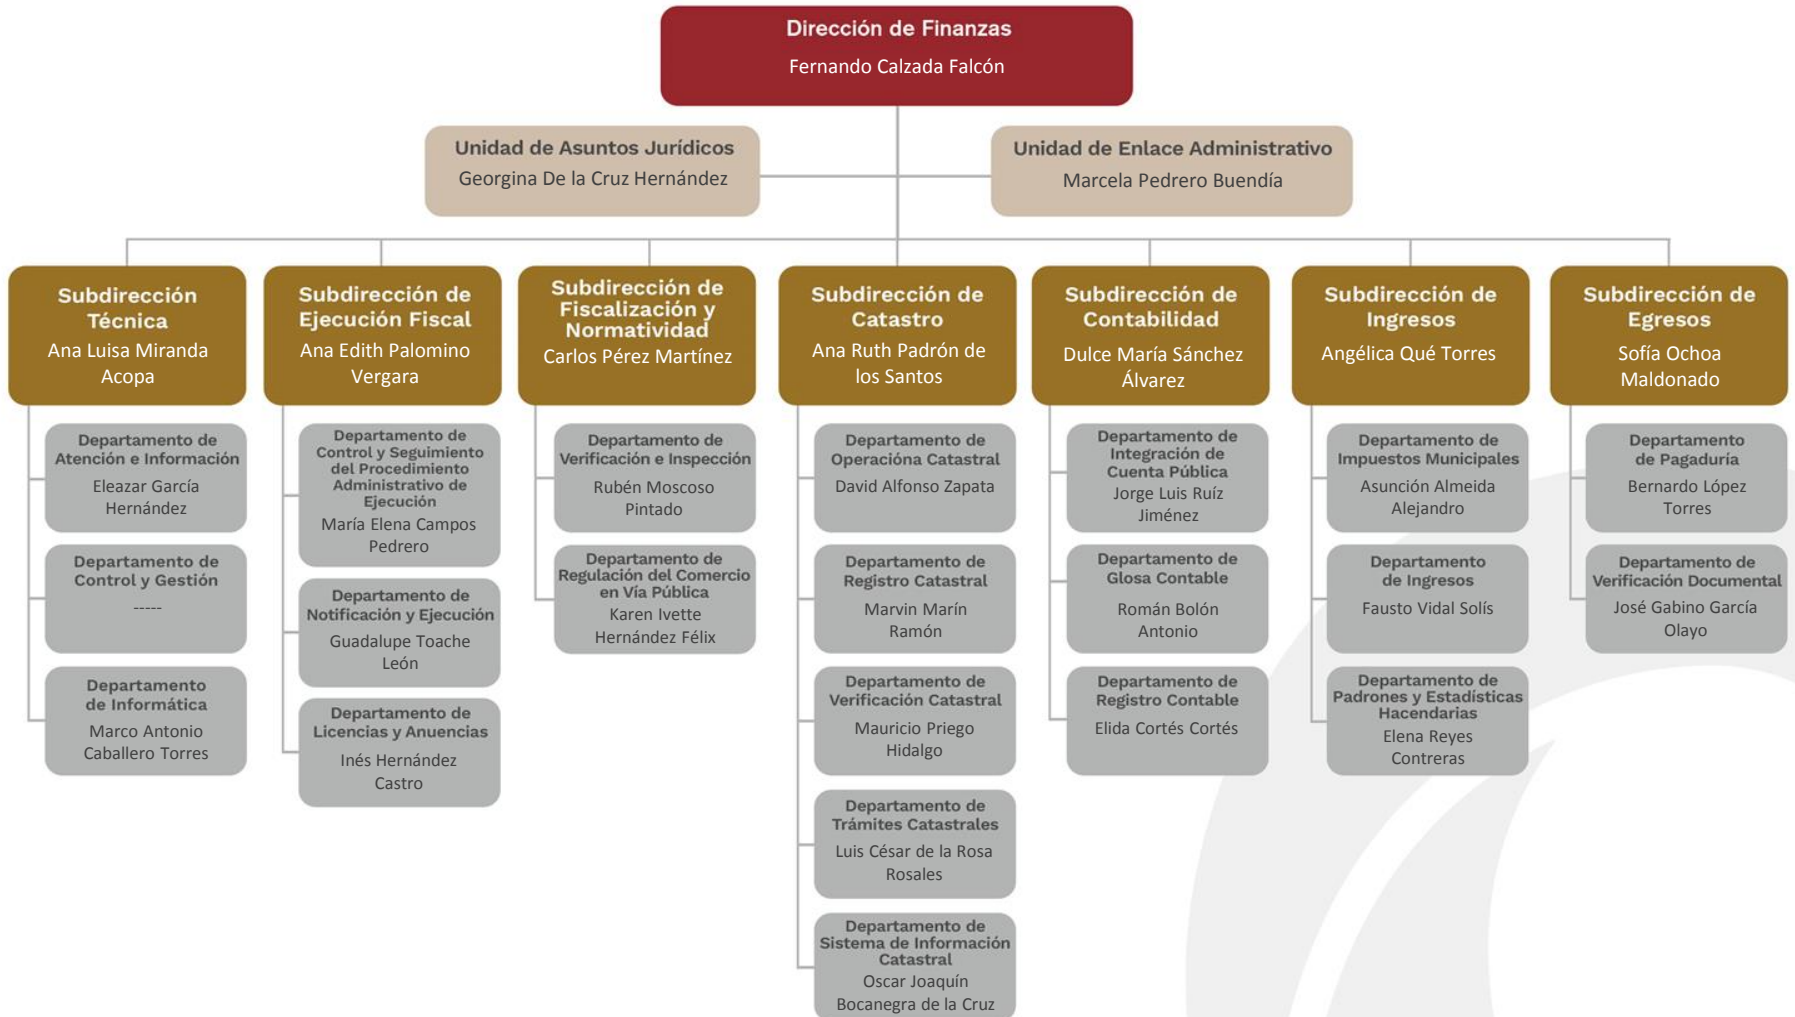 Dirección de Finanzas
Fernando Calzada Falcón
Unidad de Asuntos Jurídicos
Georgina De la Cruz Hernández
Unidad de Enlace Administrativo
Marcela Pedrero Buendía
Subdirección
Técnica
Ana Luisa Miranda
Acopa
Departamento de
Atención e Información
Eleazar García
Hernández
Departamento de
Control y Gestión
-----
Departamento
de Informática
Marco Antonio
Caballero Torres
Subdirección de
Ejecución Fiscal
Ana Edith Palomino
Vergara
Departamento de
Control y Seguimiento
del Procedimiento
Administrativo de
Ejecución
María Elena Campos
Pedrero
Departamento de
Notificación y Ejecución
Guadalupe Toache
León
Departamento de
Licencias y Anuencias
Inés Hernández
Castro
Subdirección de
Fiscalización y
Normatividad
Carlos Pérez Martínez
Departamento de
Verificación e Inspección
Rubén Moscoso
Pintado
Departamento de
Regulación del Comercio
en Vía Pública
Karen Ivette
Hernández Félix
Subdirección de
Catastro
Ana Ruth Padrón de
los Santos
Departamento de
Operacióna Catastral
David Alfonso Zapata
Departamento de
Registro Catastral
Marvin Marín
Ramón
Departamento de
Verificación Catastral
Mauricio Priego
Hidalgo
Departamento de
Trámites Catastrales
Luis César de la Rosa
Rosales
Departamento de
Sistema de Información
Catastral
Oscar Joaquín
Bocanegra de la Cruz
Subdirección de
Contabilidad
Dulce María Sánchez
Álvarez
Departamento de
Integración de
Cuenta Pública
Jorge Luis Ruíz
Jiménez
Departamento de
Glosa Contable
Román Bolón
Antonio
Departamento de
Registro Contable
Elida Cortés Cortés
Subdirección de
Ingresos
Angélica Qué Torres
Departamento de
Impuestos Municipales
Asunción Almeida
Alejandro
Departamento
de Ingresos
Fausto Vidal Solís
Departamento de
Padrones y Estadísticas
Hacendarias
Elena Reyes
Contreras
Subdirección de
Egresos
Sofía Ochoa
Maldonado
Departamento
de Pagaduría
Bernardo López
Torres
Departamento de
Verificación Documental
José Gabino García
Olayo